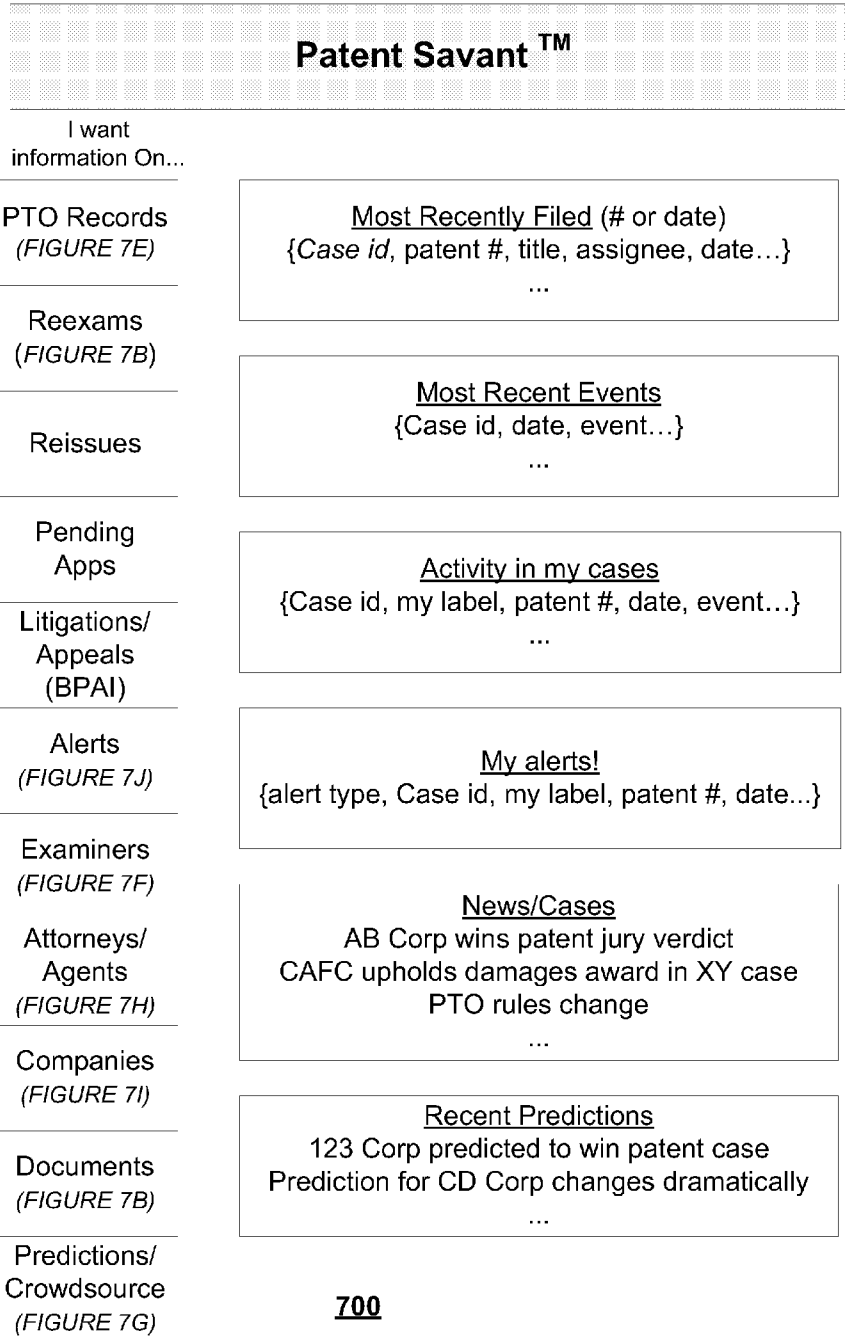 Patent Savant ™
I want
information On...
PTO Records
(FIGURE 7E)
Reexams
(FIGURE 7B)
Reissues
Pending
Apps
Litigations/
Appeals
(BPAI)
Alerts
(FIGURE 7J)
Examiners
(FIGURE 7F)
Attorneys/
Agents
(FIGURE 7H)
Companies
(FIGURE 7I)
Documents
(FIGURE 7B)
Predictions/
Crowdsource
(FIGURE 7G)
Most Recently Filed (# or date)
{Case id, patent #, title, assignee, date…}
...
Most Recent Events
{Case id, date, event…}
...
Activity in my cases
{Case id, my label, patent #, date, event…}
...
My alerts!
{alert type, Case id, my label, patent #, date...}
News/Cases
AB Corp wins patent jury verdict
CAFC upholds damages award in XY case
PTO rules change
...
Recent Predictions
123 Corp predicted to win patent case
Prediction for CD Corp changes dramatically
...
700